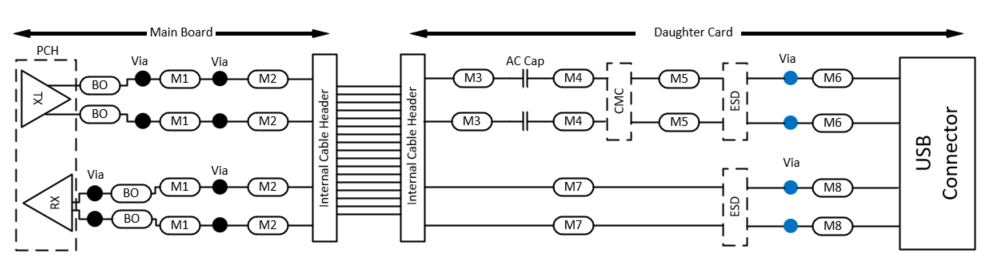 Main Board
Daughter Card
PCH
Via
Via
AC Cap
Via
TX
BO
M1
M2
M3
M4
M5
M6
BO
M1
M2
M3
M4
CMC
M5
ESD
M6
Internal Cable Header
Internal Cable Header
USB
Connector
Via
Via
Via
RX
BO
M1
M2
M7
M8
BO
M1
M2
M7
ESD
M8